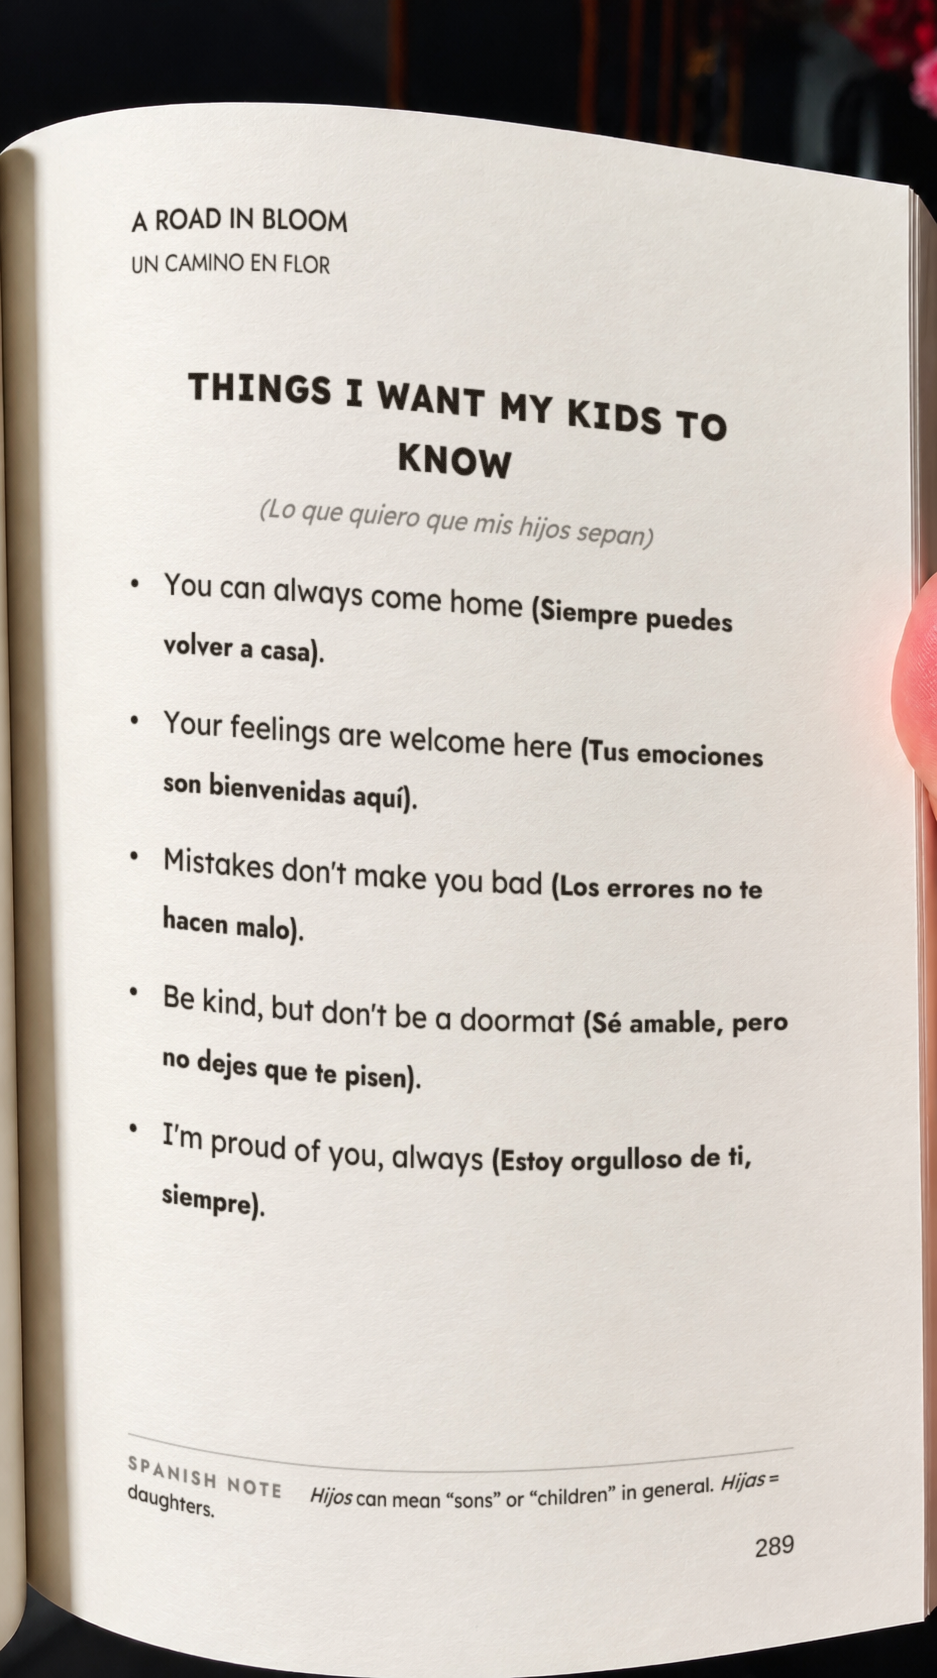 A ROAD IN BLOOM
UN CAMINO EN FLOR
THINGS I WANT MY KIDS TO
KNOW
(Lo que quiero que mis hijos sepan)
• You can always come home (Siempre puedes
volver a casa).
• Your feelings are welcome here (Tus emociones
son bienvenidas aquí).
• Mistakes don't make you bad (Los errores no te
hacen malo).
• Be kind, but don't be a doormat (Sé amable, pero
no dejes que te pisen).
• I'm proud of you, always (Estoy orgulloso de ti,
siempre).
SPANISH NOTE Hijos can mean “sons” or “children” in general. Hijas =
daughters.
289